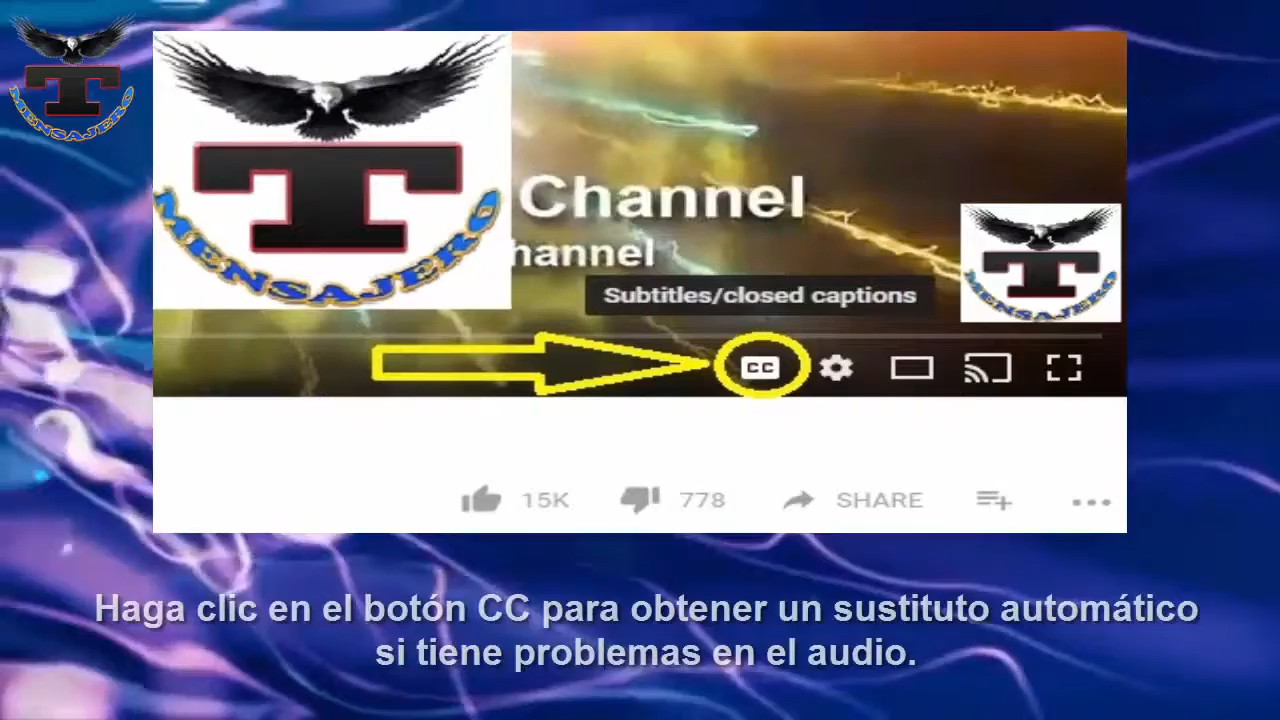 T
MENSAJERO
T
MENSAJERO
Channel
hannel
Subtitles/closed captions
T
MENSAJERO
CC
15K 778 SHARE
Haga clic en el botón CC para obtener un sustituto automático
si tiene problemas en el audio.